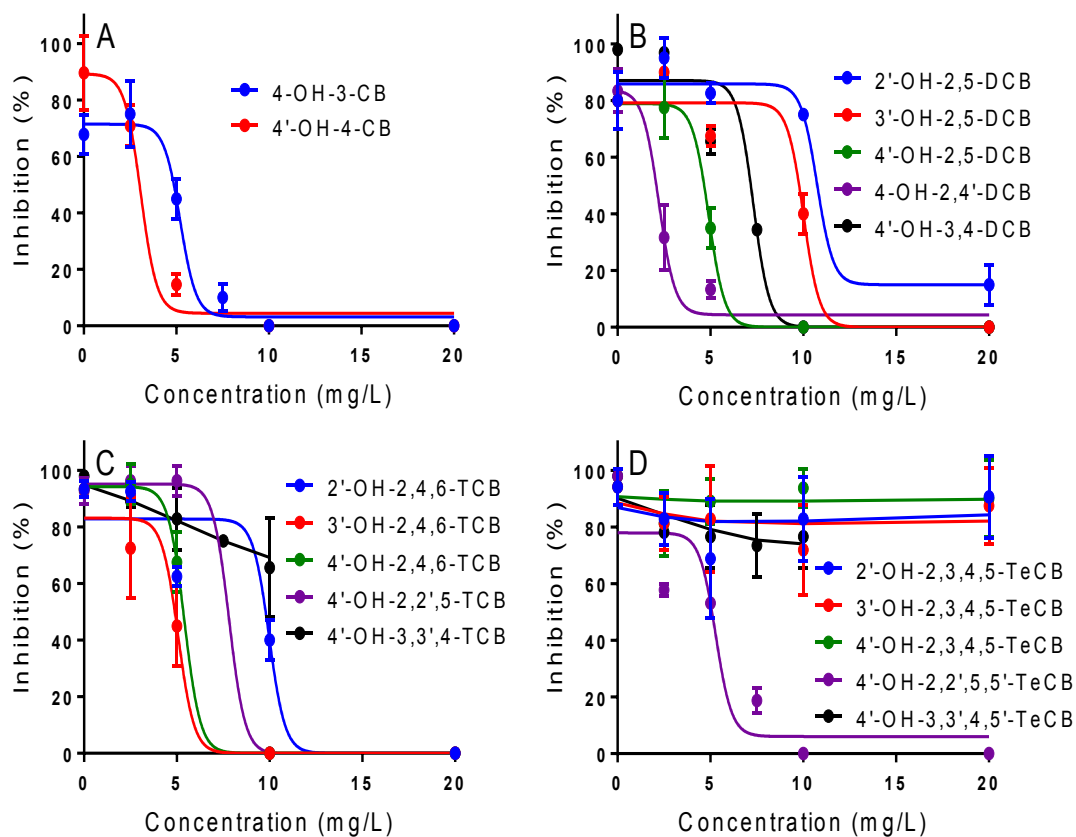 A
Inhibition (%)
100
80
60
40
20
0
4-OH-3-CB
4'-OH-4-CB
0 5 10 15 20
Concentration (mg/L)
B
Inhibition (%)
100
80
60
40
20
0
2'-OH-2,5-DCB
3'-OH-2,5-DCB
4'-OH-2,5-DCB
4-OH-2,4'-DCB
4'-OH-3,4-DCB
0 5 10 15 20
Concentration (mg/L)
C
Inhibition (%)
100
80
60
40
20
0
2'-OH-2,4,6-TCB
3'-OH-2,4,6-TCB
4'-OH-2,4,6-TCB
4'-OH-2,2',5-TCB
4'-OH-3,3',4-TCB
0 5 10 15 20
Concentration (mg/L)
D
Inhibition (%)
100
80
60
40
20
0
2'-OH-2,3,4,5-TeCB
3'-OH-2,3,4,5-TeCB
4'-OH-2,3,4,5-TeCB
4'-OH-2,2',5,5'-TeCB
4'-OH-3,3',4,5'-TeCB
0 5 10 15 20
Concentration (mg/L)